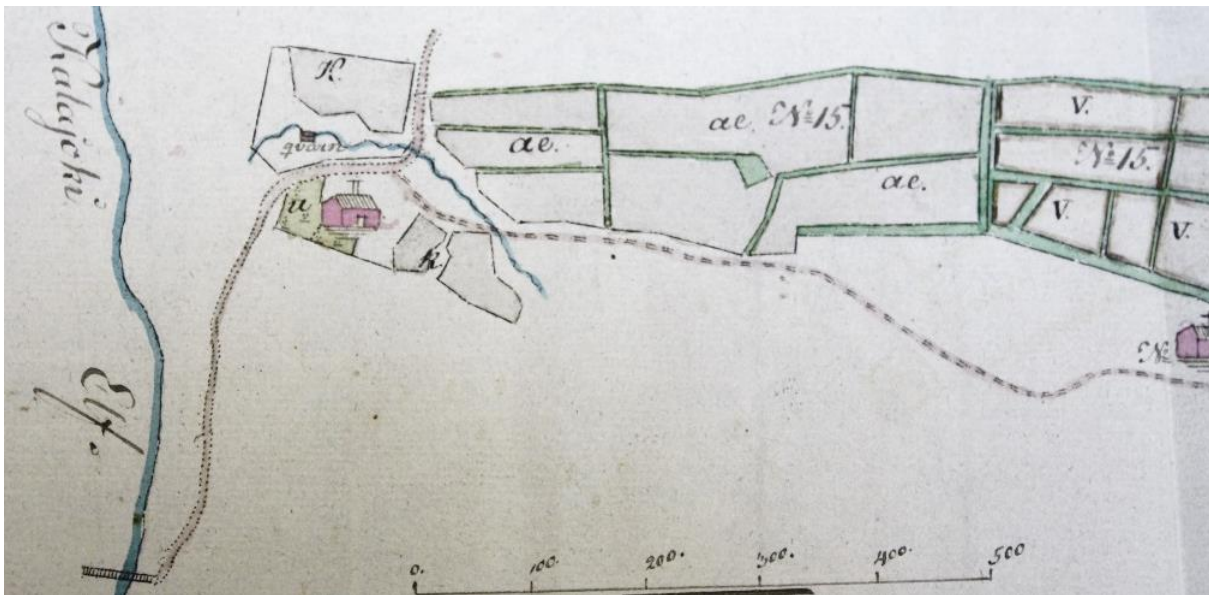 Kalajoki
Elf.
K.
qvarn
u
K.
ae.
ae. No 15.
ae.
V.
No 15.
V.
V.
No
0. 100. 200. 300. 400. 500